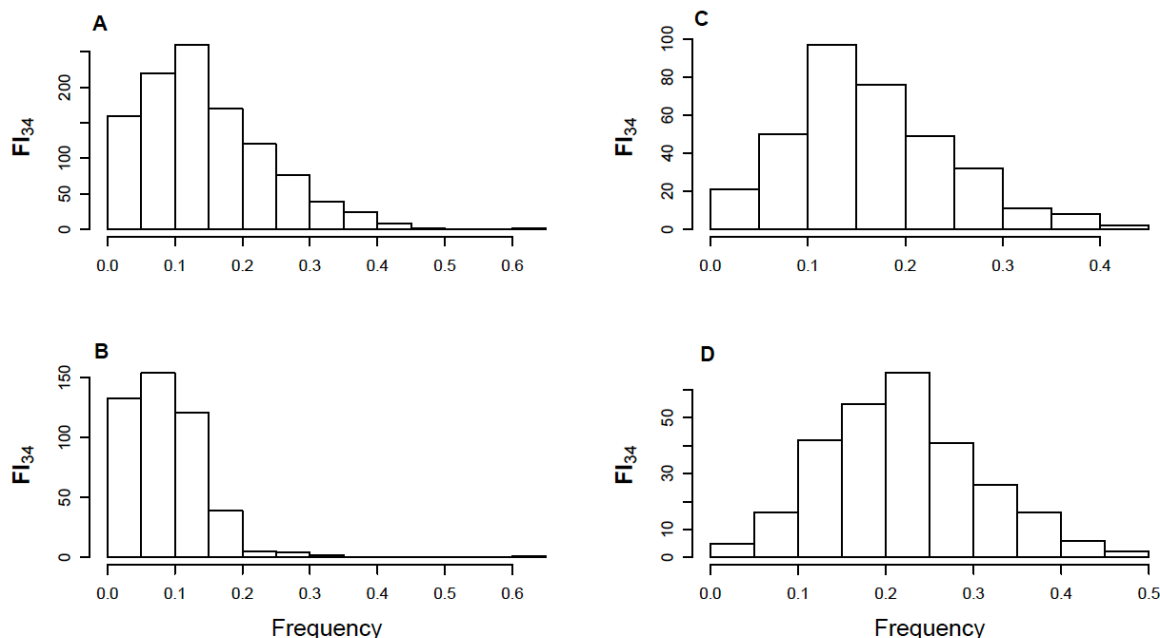 A
FI34
0 50 100 200
0.0 0.1 0.2 0.3 0.4 0.5 0.6
B
FI34
0 50 100 150
0.0 0.1 0.2 0.3 0.4 0.5 0.6
Frequency
C
FI34
0 20 40 60 80 100
0.0 0.1 0.2 0.3 0.4
D
FI34
0 10 30 50
0.0 0.1 0.2 0.3 0.4 0.5
Frequency